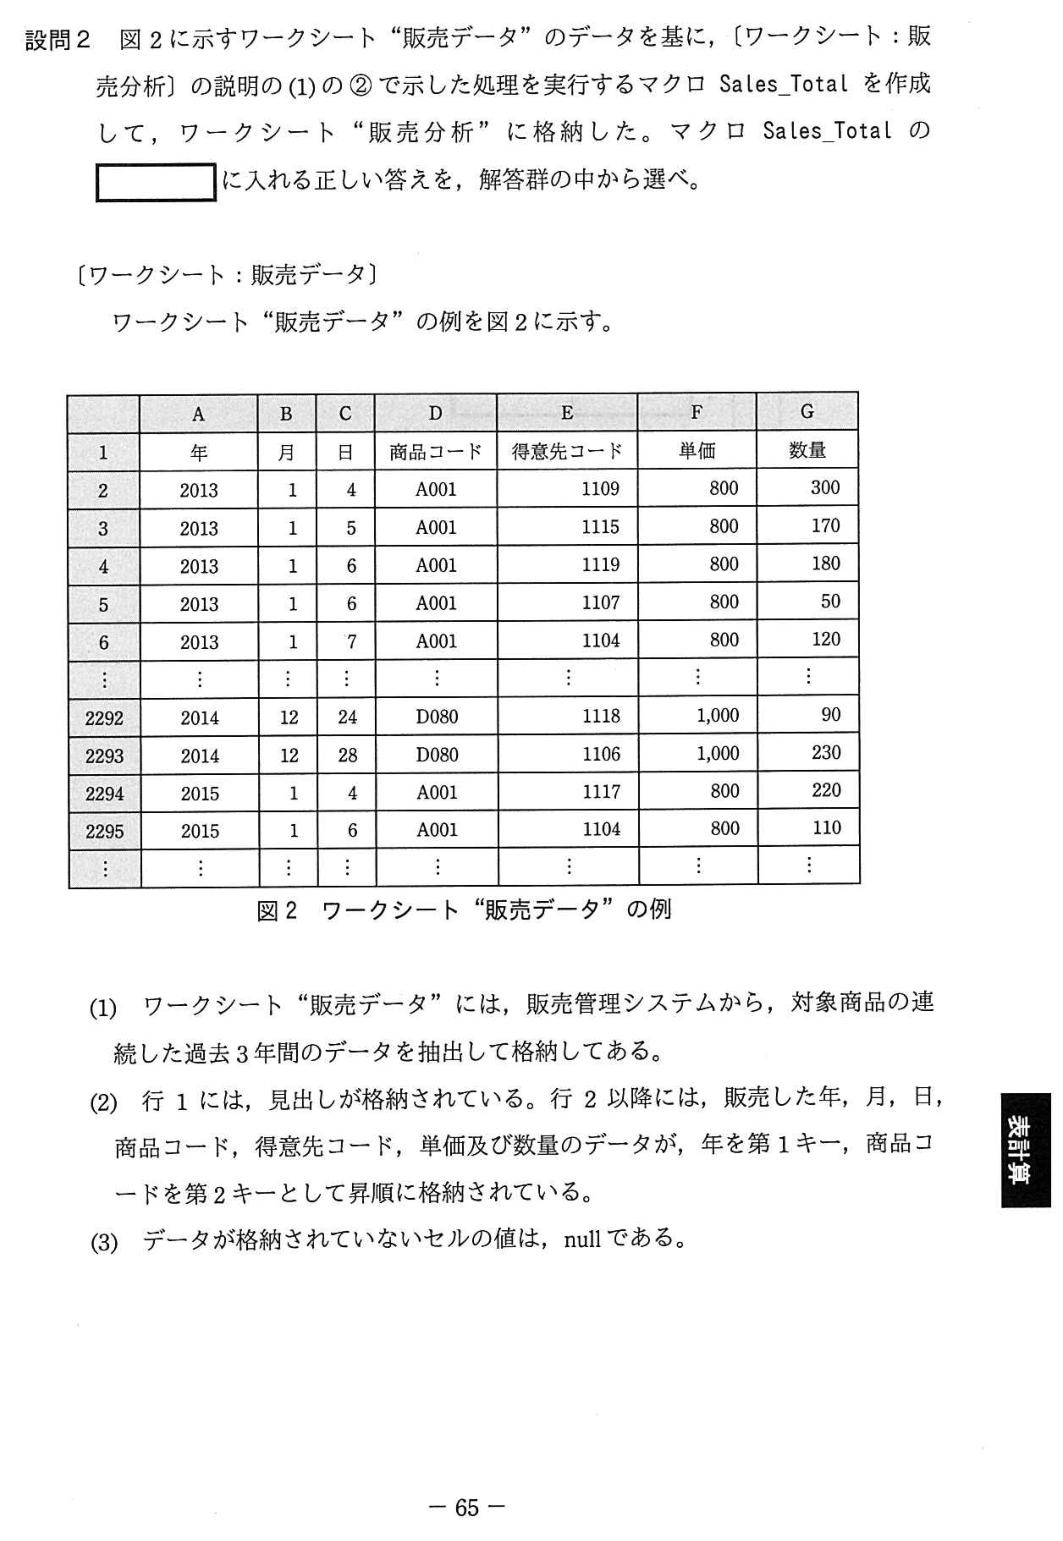 設問2 図2に示すワークシート“販売データ”のデータを基に，〔ワークシート：販
売分析〕の説明の(1)の②で示した処理を実行するマクロ Sales_Total を作成
して，ワークシート“販売分析”に格納した。マクロ Sales_Total の
に入れる正しい答えを，解答群の中から選べ。
〔ワークシート：販売データ〕
ワークシート“販売データ”の例を図2に示す。
A B C D E F G
1 年 月 日 商品コード 得意先コード 単価 数量
2 2013 1 4 A001 1109 800 300
3 2013 1 5 A001 1115 800 170
4 2013 1 6 A001 1119 800 180
5 2013 1 6 A001 1107 800 50
6 2013 1 7 A001 1104 800 120
⋮ ⋮ ⋮ ⋮ ⋮ ⋮ ⋮ ⋮
2292 2014 12 24 D080 1118 1,000 90
2293 2014 12 28 D080 1106 1,000 230
2294 2015 1 4 A001 1117 800 220
2295 2015 1 6 A001 1104 800 110
⋮ ⋮ ⋮ ⋮ ⋮ ⋮ ⋮ ⋮
図2 ワークシート“販売データ”の例
(1) ワークシート“販売データ”には，販売管理システムから，対象商品の連
続した過去3年間のデータを抽出して格納してある。
(2) 行1には，見出しが格納されている。行2以降には，販売した年，月，日，
商品コード，得意先コード，単価及び数量のデータが，年を第1キー，商品コ
ードを第2キーとして昇順に格納されている。
(3) データが格納されていないセルの値は，nullである。
表計算
－ 65 －